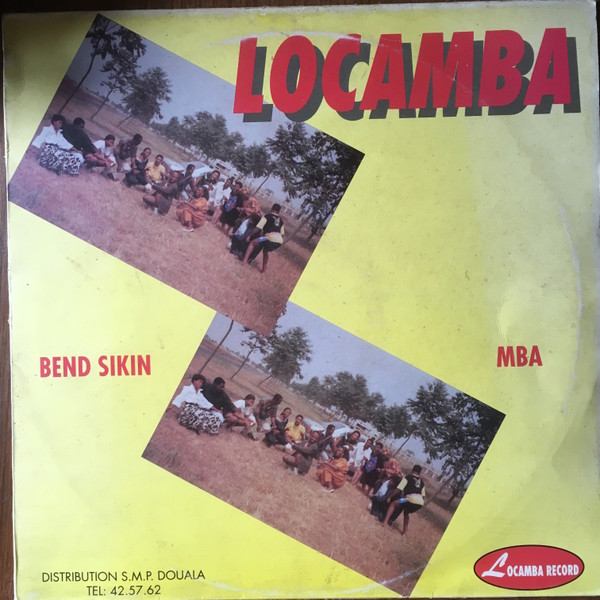 LOCAMBA
BEND SIKIN
MBA
DISTRIBUTION S.M.P. DOUALA
TEL: 42.57.62
LOCAMBA RECORD